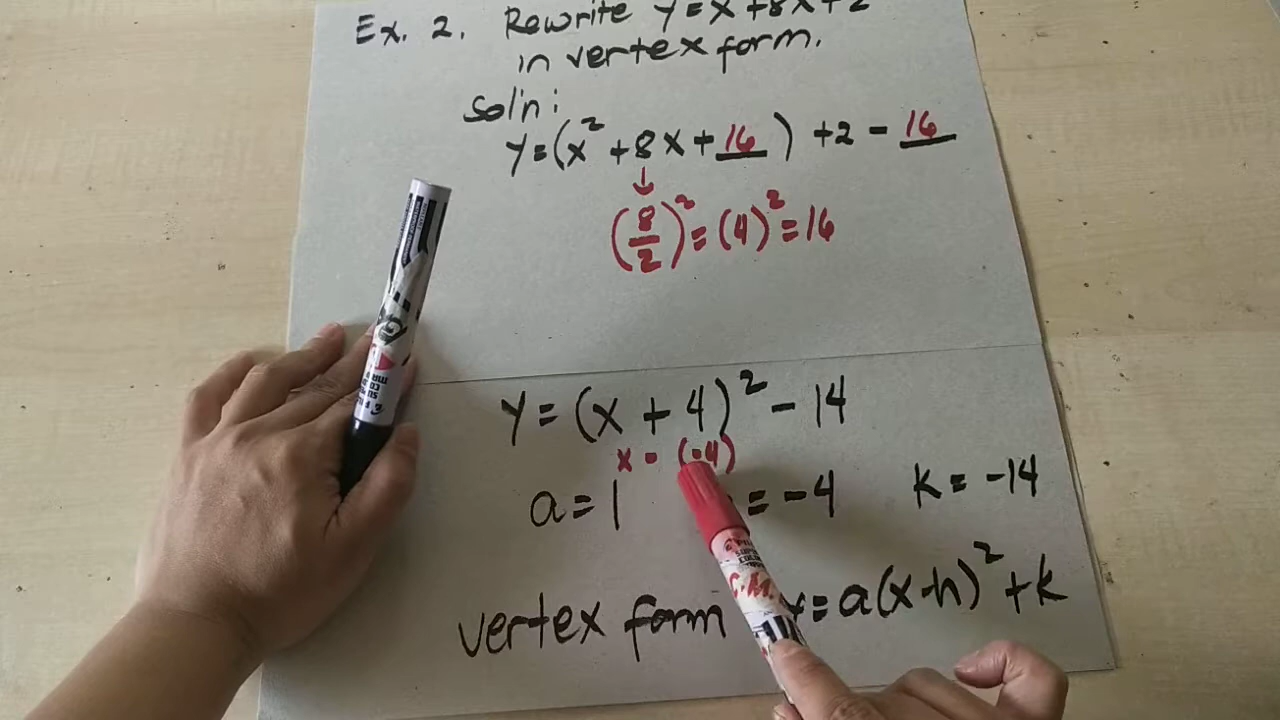 Ex. 2. Rewrite y=x²+8x+2
in vertex form.
Sol'n:
y=(x²+8x+16) +2 - 16
↓
(8/2)²=(4)²=16
y=(x+4)²-14
x-(-4)
a=1 = -4 k=-14
vertex form y=a(x-h)²+k
C.M.